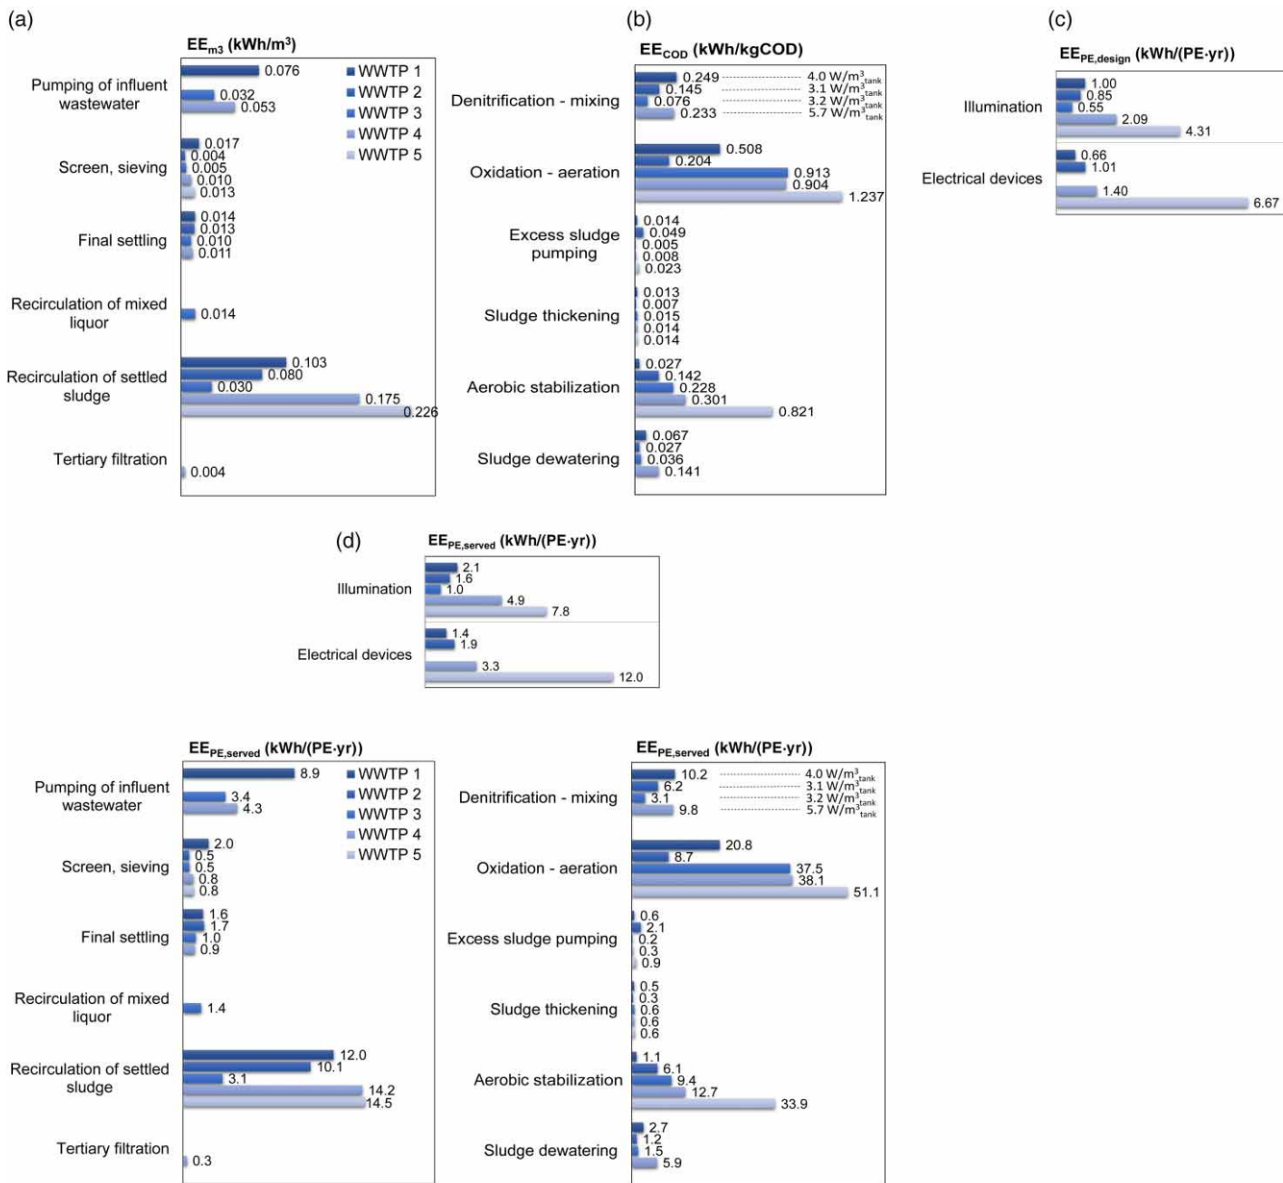 (a)
EEm3 (kWh/m³)
Pumping of influent
wastewater
0.076
0.032
0.053
WWTP 1
WWTP 2
WWTP 3
WWTP 4
WWTP 5
Screen, sieving
0.017
0.004
0.005
0.010
0.013
Final settling
0.014
0.013
0.010
0.011
Recirculation of mixed
liquor
0.014
Recirculation of settled
sludge
0.103
0.080
0.030
0.175
0.226
Tertiary filtration
0.004
(b)
EECOD (kWh/kgCOD)
Denitrification - mixing
0.249 4.0 W/m³tank
0.145 3.1 W/m³tank
0.076 3.2 W/m³tank
0.233 5.7 W/m³tank
Oxidation - aeration
0.508
0.204
0.913
0.904
1.237
Excess sludge
pumping
0.014
0.049
0.005
0.008
0.023
Sludge thickening
0.013
0.007
0.015
0.014
0.014
Aerobic stabilization
0.027
0.142
0.228
0.301
0.821
Sludge dewatering
0.067
0.027
0.036
0.141
(c)
EEPE,design (kWh/(PE·yr))
Illumination
1.00
0.85
0.55
2.09
4.31
Electrical devices
0.66
1.01
1.40
6.67
(d)
EEPE,served (kWh/(PE·yr))
Illumination
2.1
1.6
1.0
4.9
7.8
Electrical devices
1.4
1.9
3.3
12.0
EEPE,served (kWh/(PE·yr))
Pumping of influent
wastewater
8.9
3.4
4.3
WWTP 1
WWTP 2
WWTP 3
WWTP 4
WWTP 5
Screen, sieving
2.0
0.5
0.5
0.8
0.8
Final settling
1.6
1.7
1.0
0.9
Recirculation of mixed
liquor
1.4
Recirculation of settled
sludge
12.0
10.1
3.1
14.2
14.5
Tertiary filtration
0.3
EEPE,served (kWh/(PE·yr))
Denitrification - mixing
10.2 4.0 W/m³tank
6.2 3.1 W/m³tank
3.1 3.2 W/m³tank
9.8 5.7 W/m³tank
Oxidation - aeration
20.8
8.7
37.5
38.1
51.1
Excess sludge pumping
0.6
2.1
0.2
0.3
0.9
Sludge thickening
0.5
0.3
0.6
0.6
0.6
Aerobic stabilization
1.1
6.1
9.4
12.7
33.9
Sludge dewatering
2.7
1.2
1.5
5.9